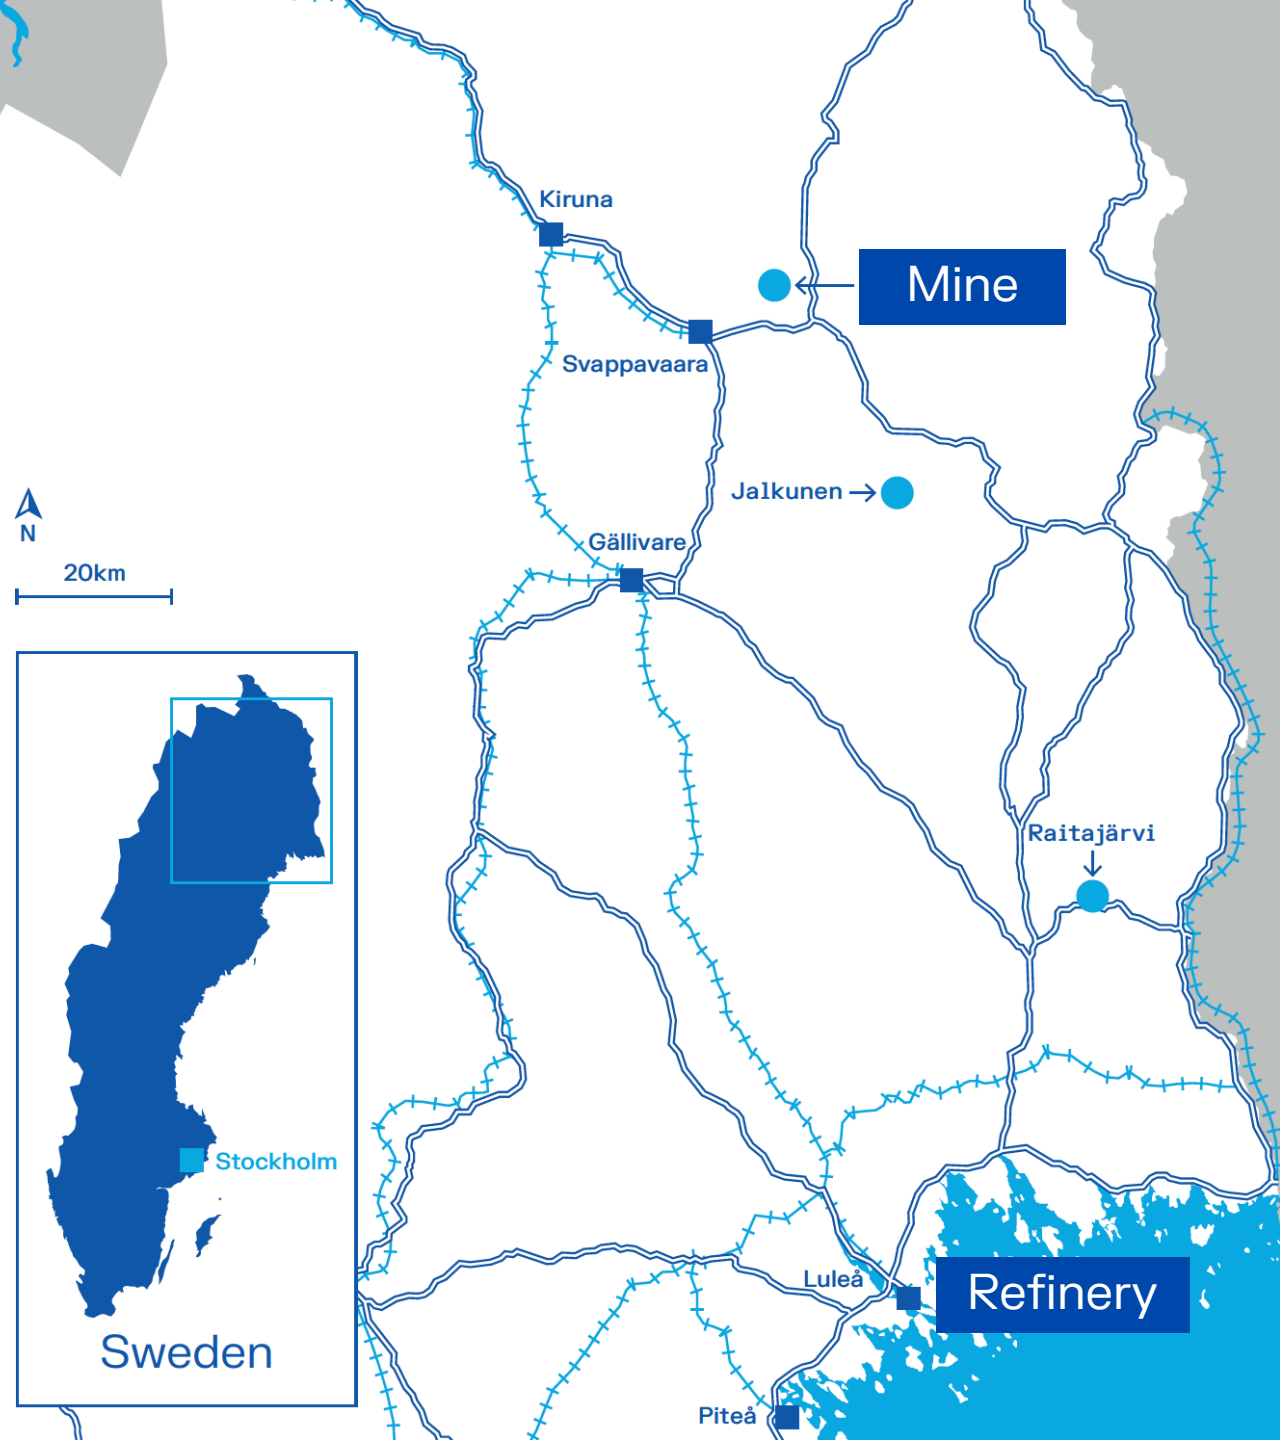 Kiruna
Mine
Svappavaara
Jalkunen
Gällivare
N
20km
Raitajärvi
Stockholm
Luleå
Refinery
Sweden
Piteå